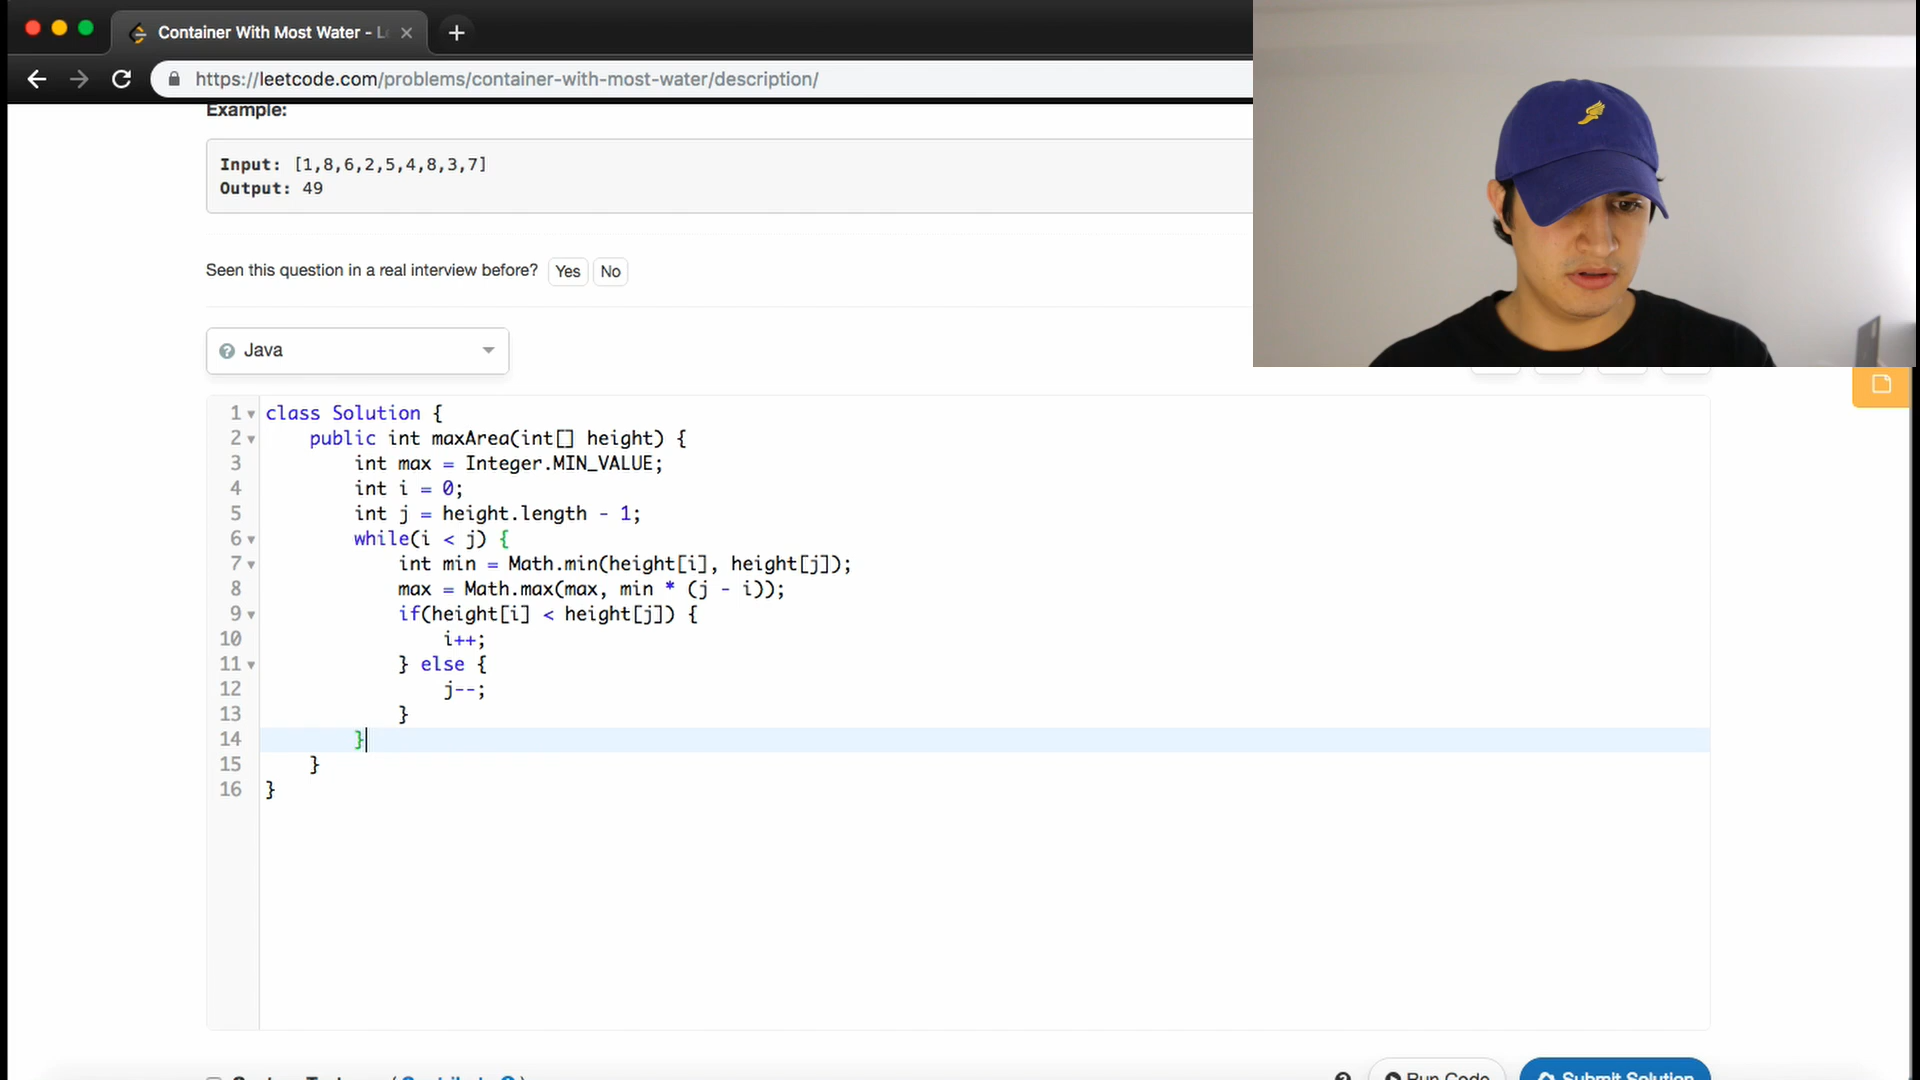 Container With Most Water - L
https://leetcode.com/problems/container-with-most-water/description/
Example:
Input: [1,8,6,2,5,4,8,3,7]
Output: 49
Seen this question in a real interview before? Yes No
Java
1 class Solution {
2 public int maxArea(int[] height) {
3 int max = Integer.MIN_VALUE;
4 int i = 0;
5 int j = height.length - 1;
6 while(i < j) {
7 int min = Math.min(height[i], height[j]);
8 max = Math.max(max, min * (j - i));
9 if(height[i] < height[j]) {
10 i++;
11 } else {
12 j--;
13 }
14 }
15 }
16 }
Run Code
Submit Solution